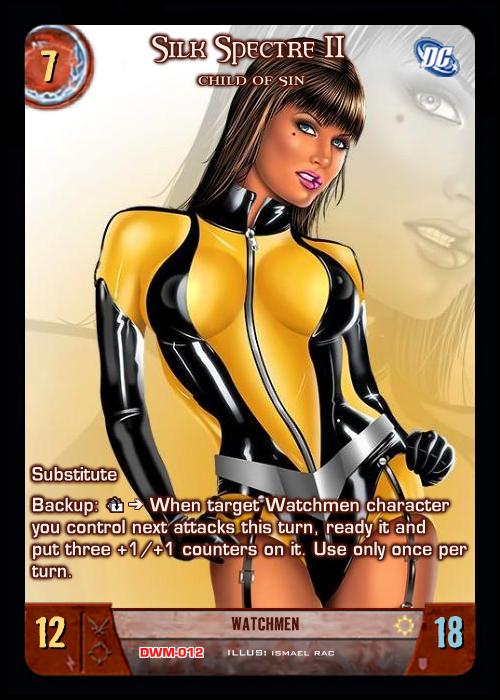 7
Silk Spectre II
DC
CHILD OF SIN
Substitute
Backup: → When target Watchmen character
you control next attacks this turn, ready it and
put three +1/+1 counters on it. Use only once per
turn.
12
WATCHMEN
18
DWM-012
ILLUS: ISMAEL RAC